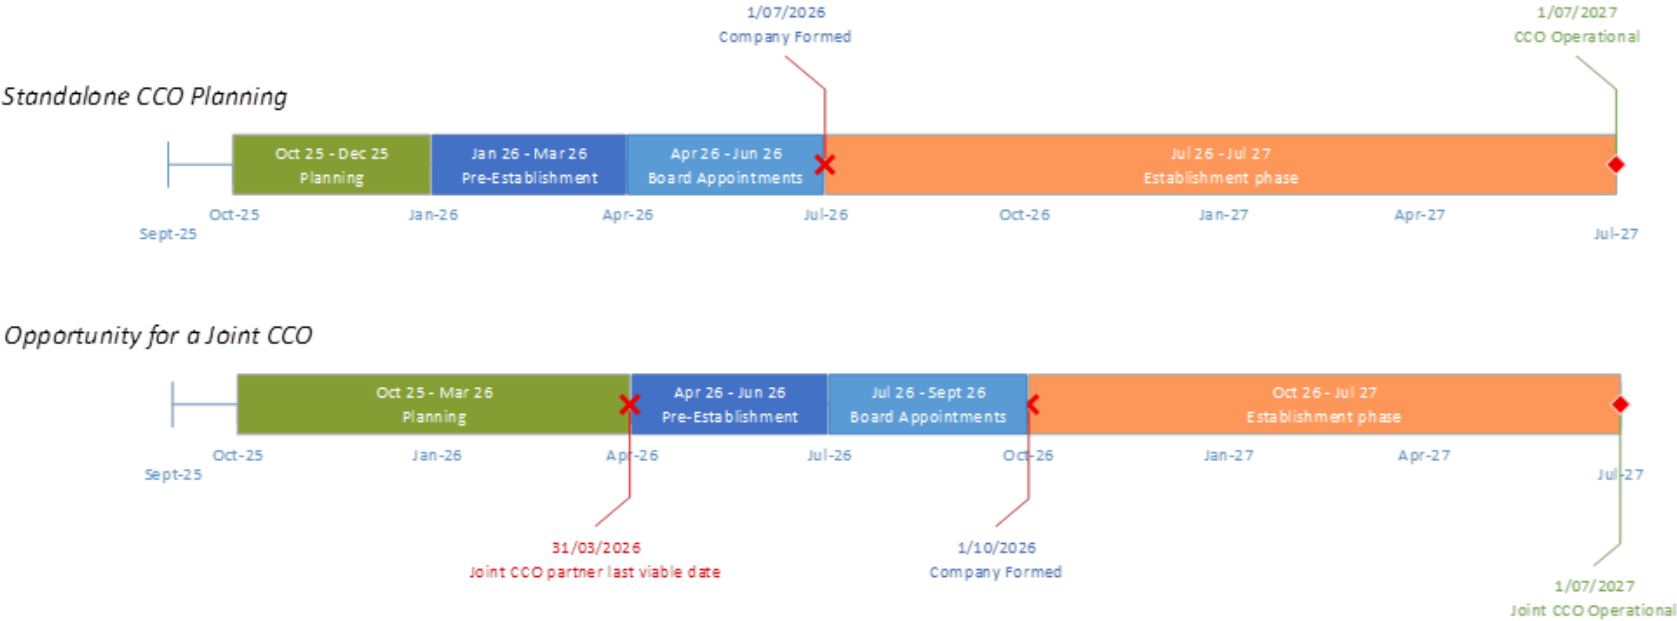 1/07/2026
Company Formed
1/07/2027
CCO Operational
Standalone CCO Planning
Oct 25 - Dec 25
Planning
Jan 26 - Mar 26
Pre-Establishment
Apr 26 - Jun 26
Board Appointments
Jul 26 - Jul 27
Establishment phase
Oct-25
Jan-26
Apr-26
Jul-26
Oct-26
Jan-27
Apr-27
Sept-25
Jul-27
Opportunity for a Joint CCO
Oct 25 - Mar 26
Planning
Apr 26 - Jun 26
Pre-Establishment
Jul 26 - Sept 26
Board Appointments
Oct 26 - Jul 27
Establishment phase
Oct-25
Jan-26
Apr-26
Jul-26
Oct-26
Jan-27
Apr-27
Sept-25
Jul-27
31/03/2026
Joint CCO partner last viable date
1/10/2026
Company Formed
1/07/2027
Joint CCO Operational